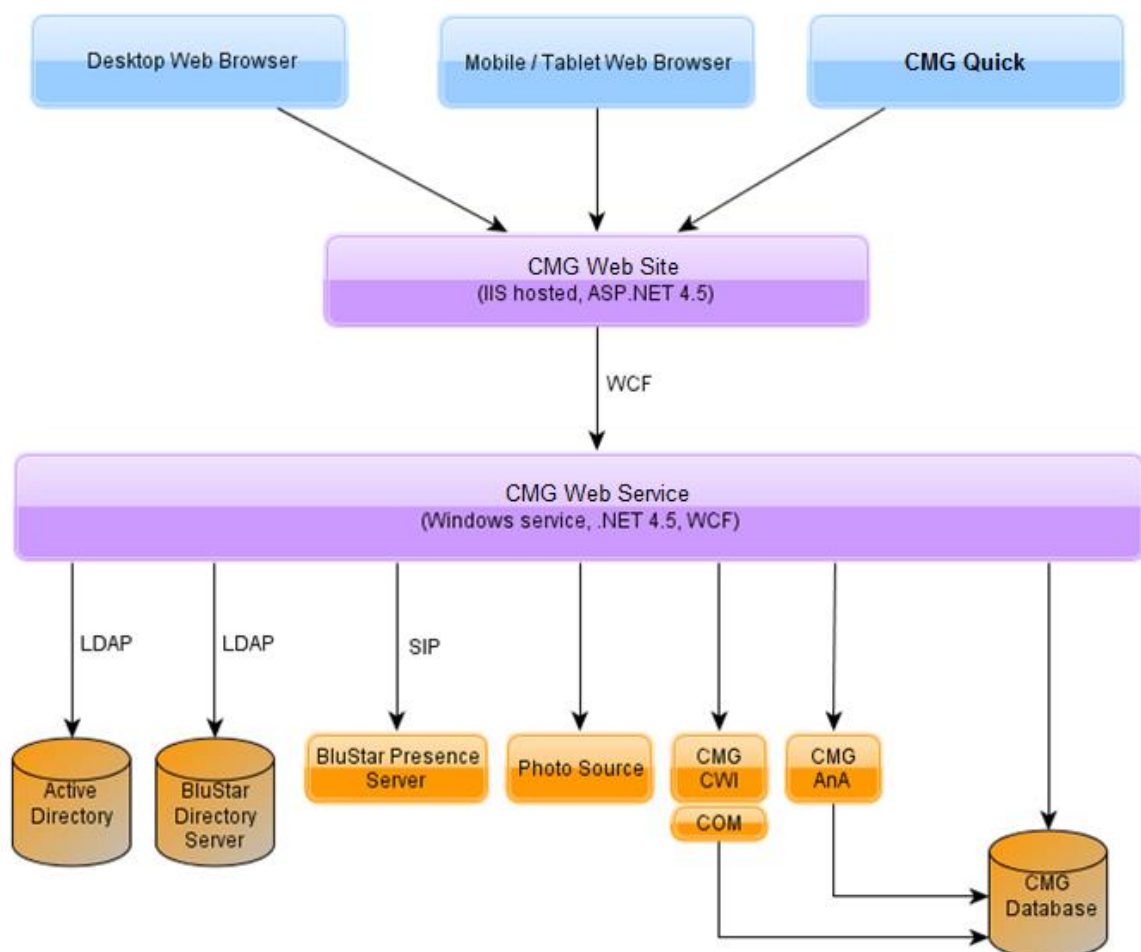 Desktop Web Browser
Mobile / Tablet Web Browser
CMG Quick
CMG Web Site
(IIS hosted, ASP.NET 4.5)
WCF
CMG Web Service
(Windows service, .NET 4.5, WCF)
LDAP
LDAP
SIP
Active
Directory
BluStar
Directory
Server
BluStar Presence
Server
Photo Source
CMG
CWI
COM
CMG
AnA
CMG
Database